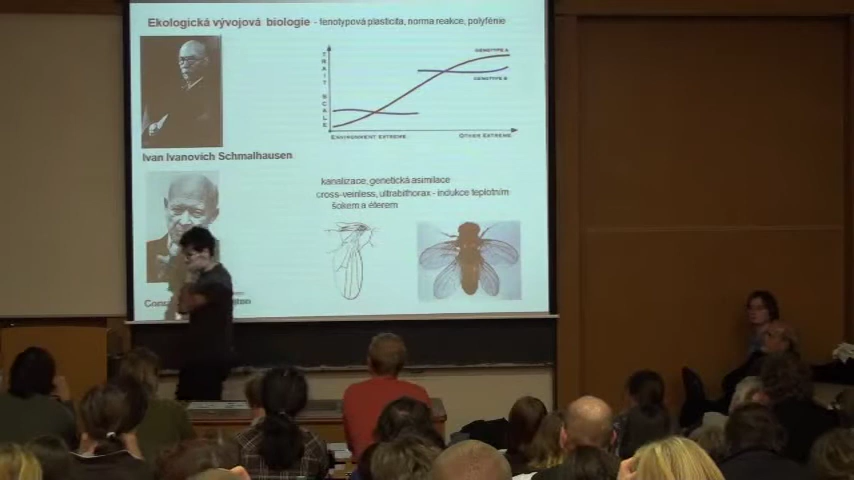 Ekologická vývojová biologie - fenotypová plasticita, norma reakce, polyfénie
TRAIT SCALE
GENOTYPE A
GENOTYPE B
ENVIRONMENT EXTREME
OTHER EXTREME
Ivan Ivanovich Schmalhausen
kanalizace, genetická asimilace
cross-veinless, ultrabithorax - indukce teplotním
šokem a éterem